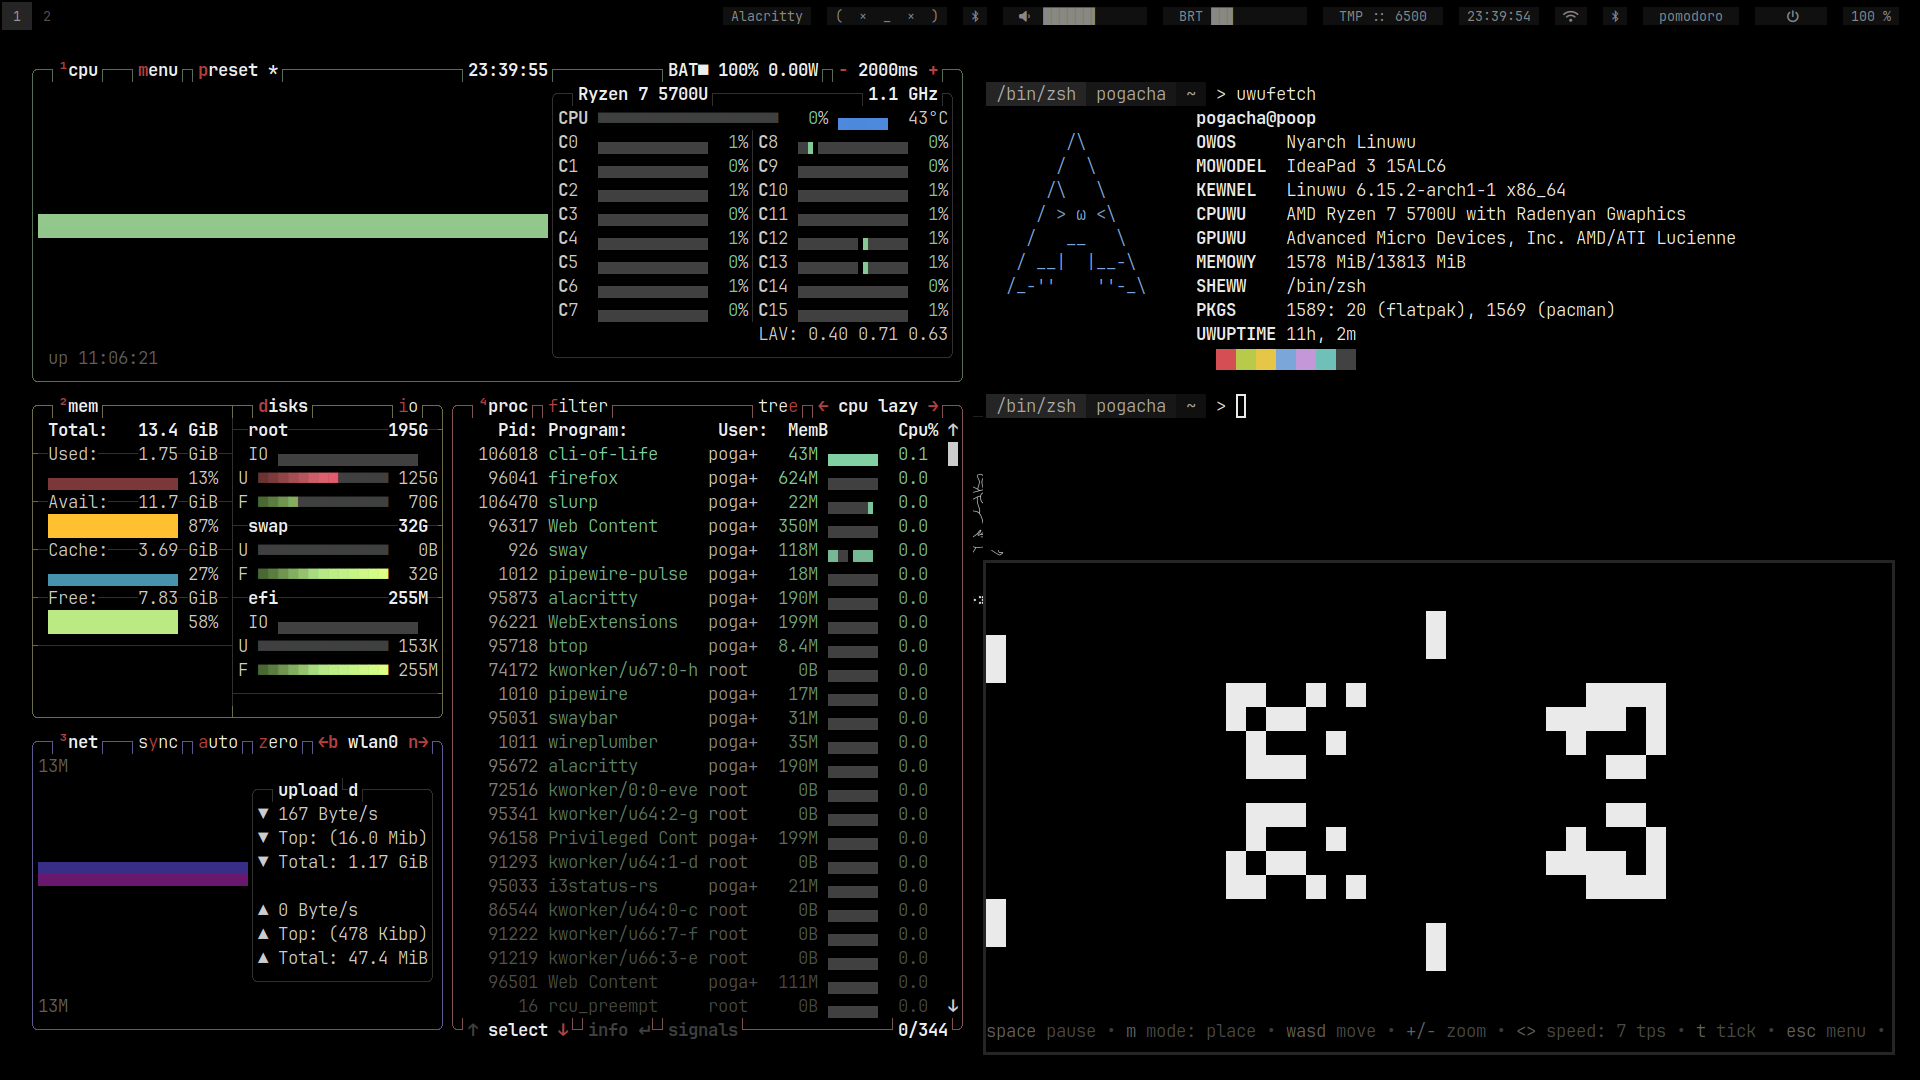 1 2 Alacritty ( × _ × ) BRT TMP :: 6500 23:39:54 pomodoro 100 %
¹cpu menu preset * 23:39:55 BAT■ 100% 0.00W - 2000ms +
Ryzen 7 5700U 1.1 GHz
CPU 0% 43°C
C0 1% C8 0%
C1 0% C9 0%
C2 1% C10 1%
C3 0% C11 1%
C4 1% C12 1%
C5 0% C13 1%
C6 1% C14 0%
C7 0% C15 1%
LAV: 0.40 0.71 0.63
up 11:06:21
²mem disks io
Total: 13.4 GiB
Used: 1.75 GiB
13%
Avail: 11.7 GiB
87%
Cache: 3.69 GiB
27%
Free: 7.83 GiB
58%
root 195G
IO
U 125G
F 70G
swap 32G
U 0B
F 32G
efi 255M
IO
U 153K
F 255M
³net sync auto zero ←b wlan0 n→
13M
upload d
▼ 167 Byte/s
▼ Top: (16.0 Mib)
▼ Total: 1.17 GiB
▲ 0 Byte/s
▲ Top: (478 Kibp)
▲ Total: 47.4 MiB
13M
⁴proc filter tree ← cpu lazy →
Pid: Program: User: MemB Cpu% ↑
106018 cli-of-life poga+ 43M 0.1
96041 firefox poga+ 624M 0.0
106470 slurp poga+ 22M 0.0
96317 Web Content poga+ 350M 0.0
926 sway poga+ 118M 0.0
1012 pipewire-pulse poga+ 18M 0.0
95873 alacritty poga+ 190M 0.0
96221 WebExtensions poga+ 199M 0.0
95718 btop poga+ 8.4M 0.0
74172 kworker/u67:0-h root 0B 0.0
1010 pipewire poga+ 17M 0.0
95031 swaybar poga+ 31M 0.0
1011 wireplumber poga+ 35M 0.0
95672 alacritty poga+ 190M 0.0
72516 kworker/0:0-eve root 0B 0.0
95341 kworker/u64:2-g root 0B 0.0
96158 Privileged Cont poga+ 199M 0.0
91293 kworker/u64:1-d root 0B 0.0
95033 i3status-rs poga+ 21M 0.0
86544 kworker/u64:0-c root 0B 0.0
91222 kworker/u66:7-f root 0B 0.0
91219 kworker/u66:3-e root 0B 0.0
96501 Web Content poga+ 111M 0.0
16 rcu_preempt root 0B 0.0 ↓
↑ select ↓ info ↵ signals 0/344
/bin/zsh pogacha ~ > uwufetch
pogacha@poop
/\ OWOS Nyarch Linuwu
/ \ MOWODEL IdeaPad 3 15ALC6
/\ \ KEWNEL Linuwu 6.15.2-arch1-1 x86_64
/ > ω <\ CPUWU AMD Ryzen 7 5700U with Radenyan Gwaphics
/ __ \ GPUWU Advanced Micro Devices, Inc. AMD/ATI Lucienne
/ __| |__-\ MEMOWY 1578 MiB/13813 MiB
/_-'' ''-_\ SHEWW /bin/zsh
PKGS 1589: 20 (flatpak), 1569 (pacman)
UWUPTIME 11h, 2m
/bin/zsh pogacha ~ >
space pause • m mode: place • wasd move • +/- zoom • <> speed: 7 tps • t tick • esc menu •